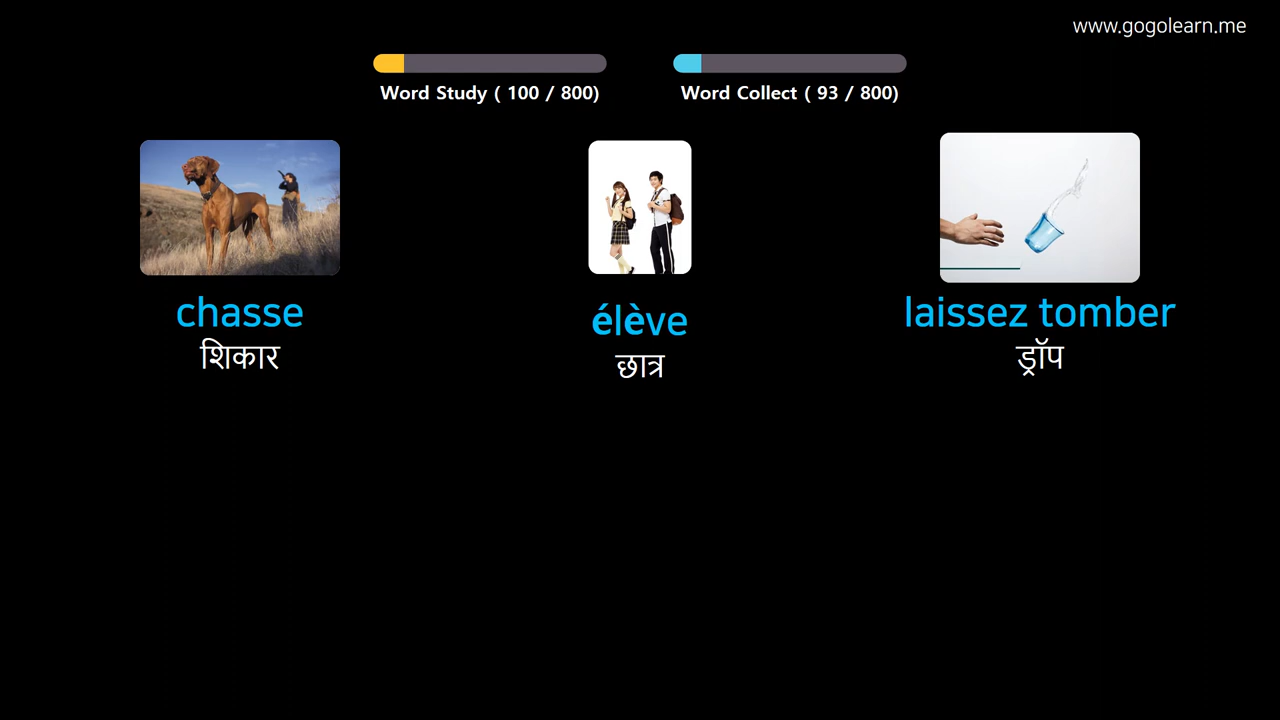 www.gogolearn.me
Word Study ( 100 / 800)
Word Collect ( 93 / 800)
chasse
शिकार
élève
छात्र
laissez tomber
ड्रॉप